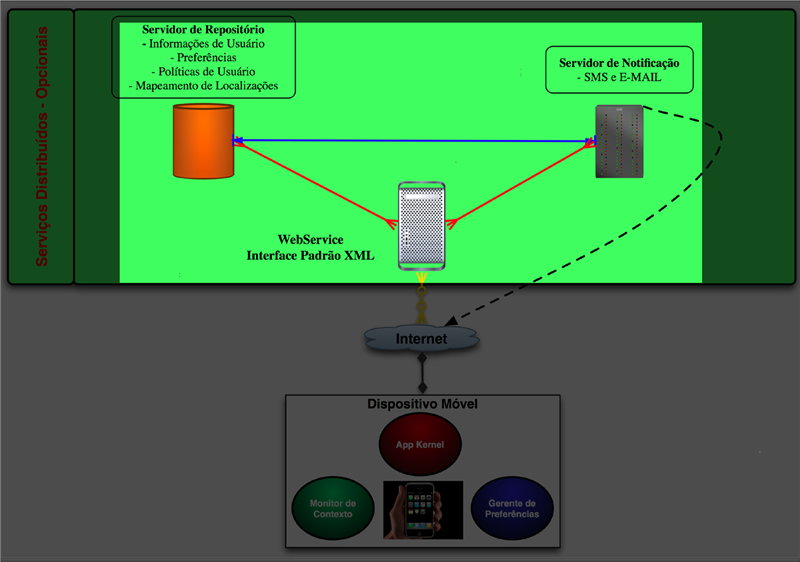 Serviços Distribuídos - Opcionais
Servidor de Repositório
- Informações de Usuário
- Preferências
- Políticas de Usuário
- Mapeamento de Localizações
Servidor de Notificação
- SMS e E-MAIL
WebService
Interface Padrão XML
Internet
Dispositivo Móvel
App Kernel
Monitor de
Contexto
Gerente de
Preferências